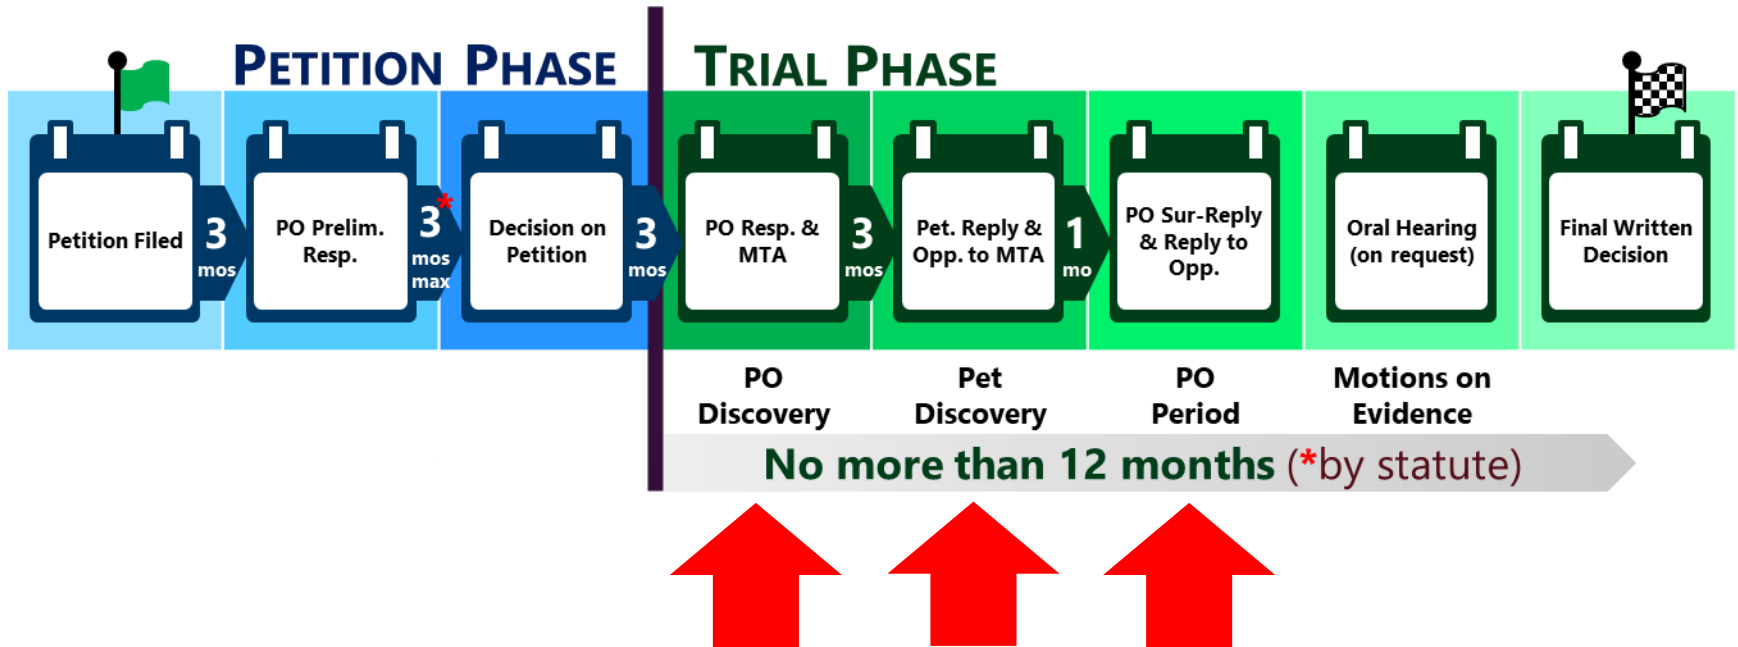 PETITION PHASE
TRIAL PHASE
Petition Filed
3
mos
PO Prelim.
Resp.
3*
mos
max
Decision on
Petition
3
mos
PO Resp. &
MTA
3
mos
Pet. Reply &
Opp. to MTA
1
mo
PO Sur-Reply
& Reply to
Opp.
Oral Hearing
(on request)
Final Written
Decision
PO
Discovery
Pet
Discovery
PO
Period
Motions on
Evidence
No more than 12 months (*by statute)